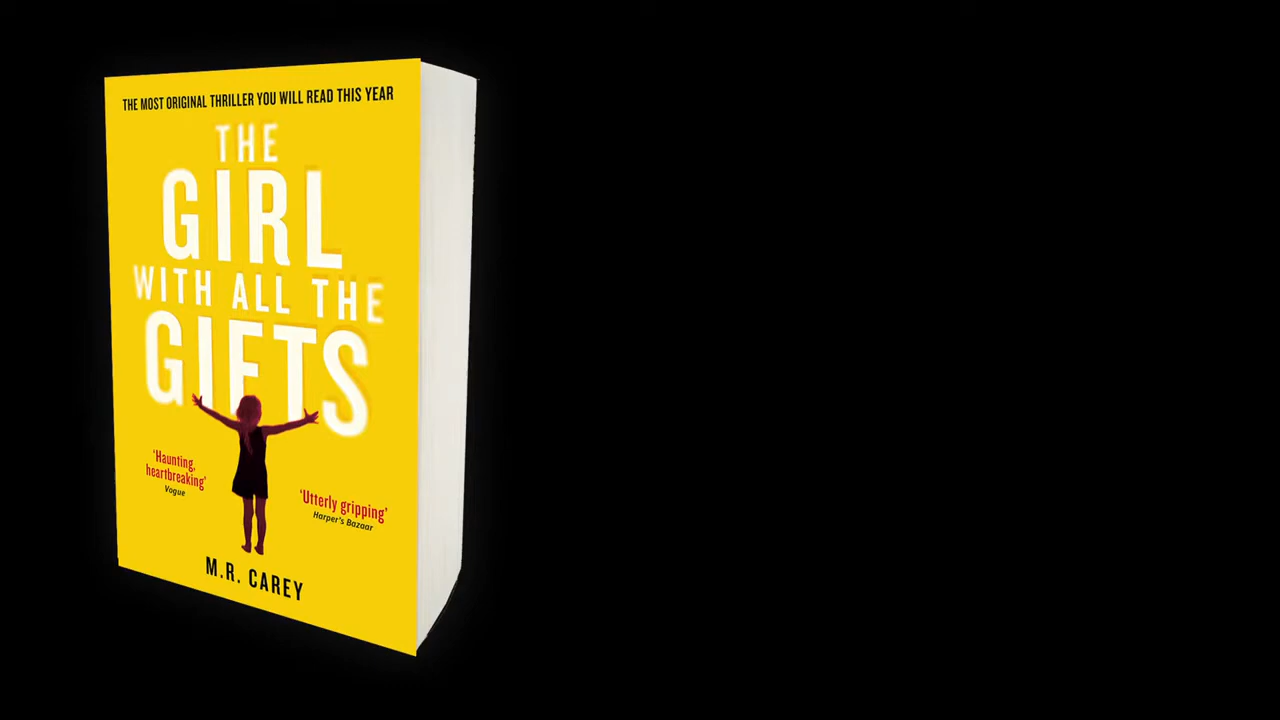 THE MOST ORIGINAL THRILLER YOU WILL READ THIS YEAR
THE
GIRL
WITH ALL THE
GIFTS
‘Haunting,
heartbreaking’
Vogue
‘Utterly gripping’
Harper's Bazaar
M.R. CAREY